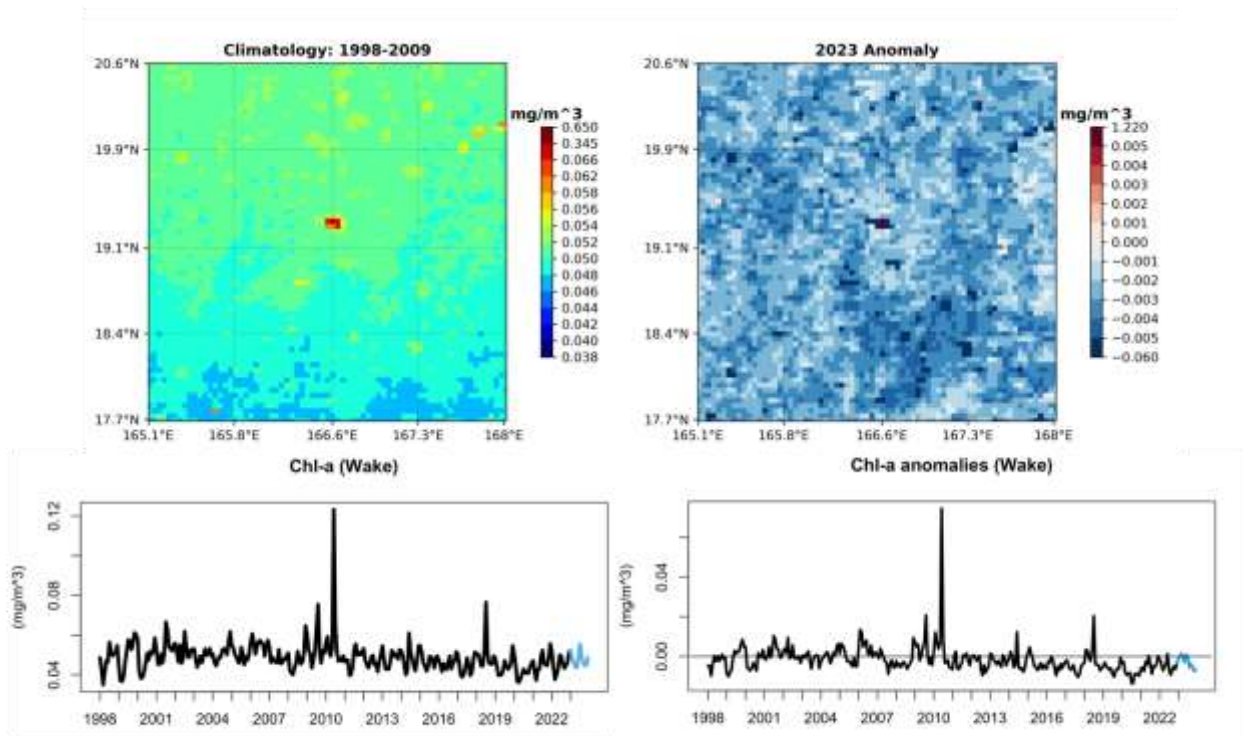 Climatology: 1998-2009
20.6°N
19.9°N
19.1°N
18.4°N
17.7°N
165.1°E 165.8°E 166.6°E 167.3°E 168°E
mg/m^3
0.650
0.345
0.066
0.062
0.058
0.056
0.054
0.052
0.050
0.048
0.046
0.044
0.042
0.040
0.038
2023 Anomaly
20.6°N
19.9°N
19.1°N
18.4°N
17.7°N
165.1°E 165.8°E 166.6°E 167.3°E 168°E
mg/m^3
1.220
0.005
0.004
0.003
0.002
0.001
0.000
−0.001
−0.002
−0.003
−0.004
−0.005
−0.060
Chl-a (Wake)
(mg/m^3)
0.12
0.08
0.04
1998 2001 2004 2007 2010 2013 2016 2019 2022
Chl-a anomalies (Wake)
(mg/m^3)
0.04
0.00
1998 2001 2004 2007 2010 2013 2016 2019 2022